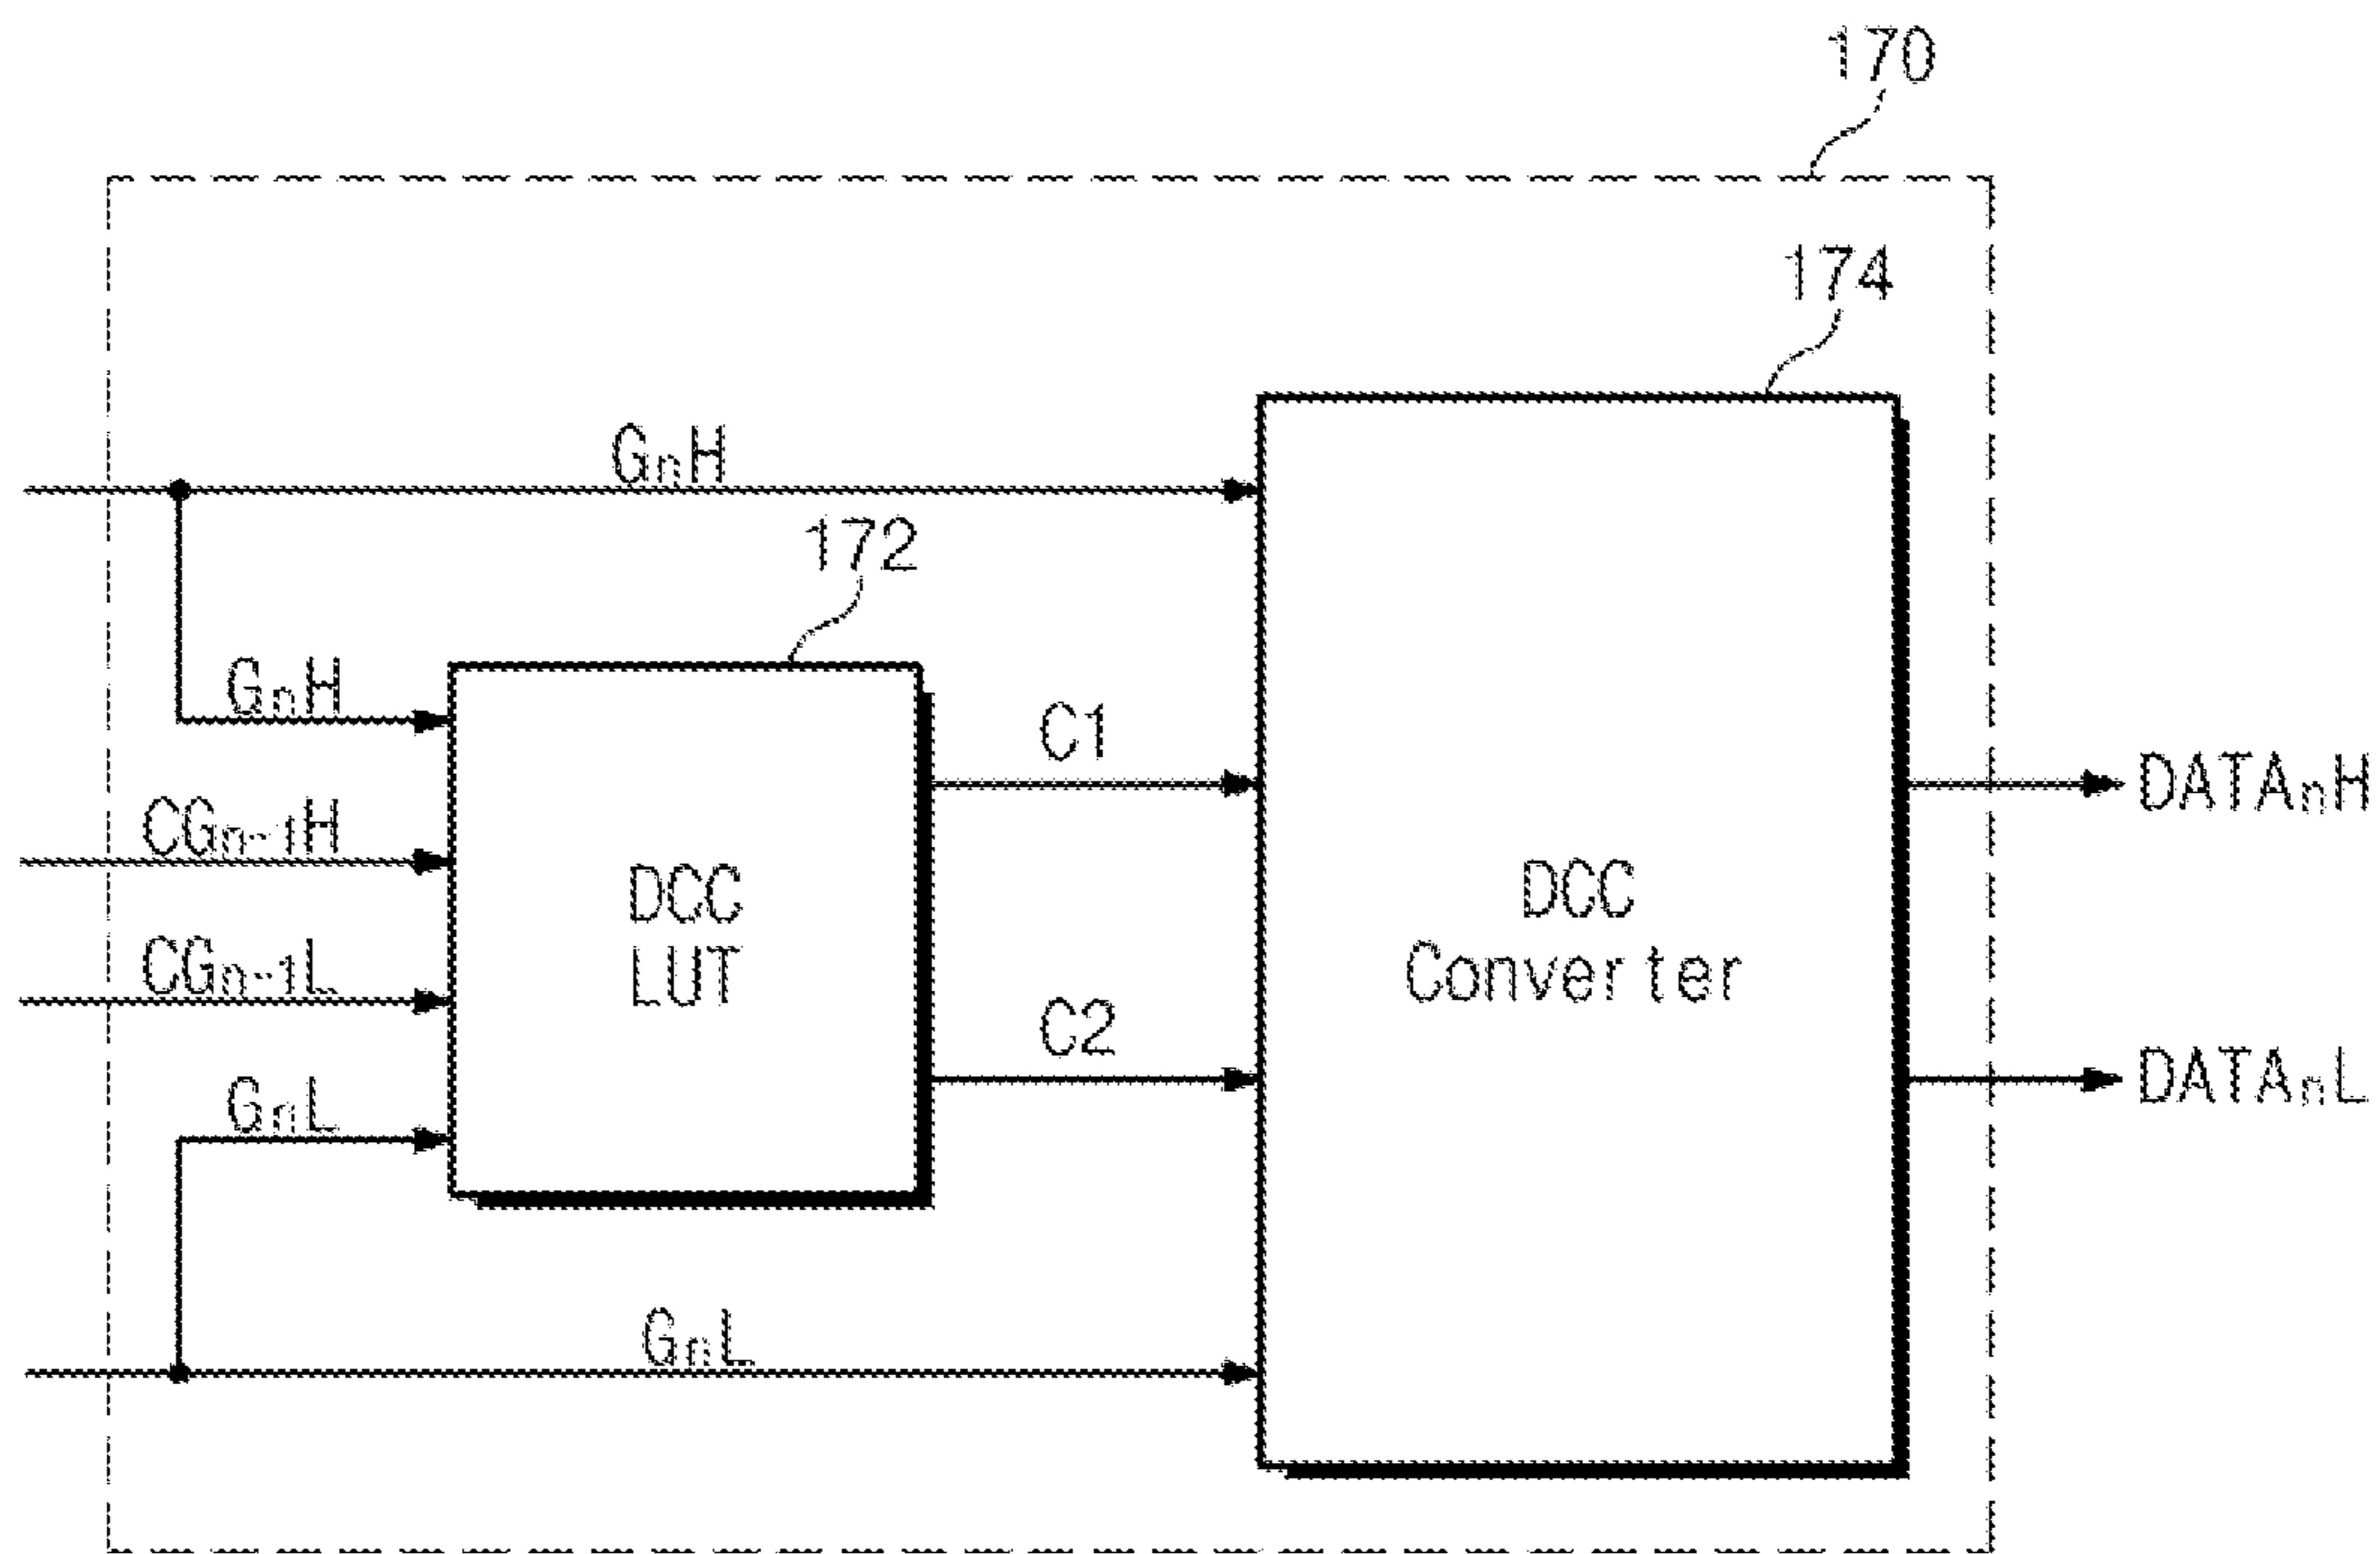 170
174
GnH
172
GnH
C1
CGn-1H
DATAnH
DCC
LUT
DCC
Converter
CGn-1L
C2
GnL
DATAnL
GnL